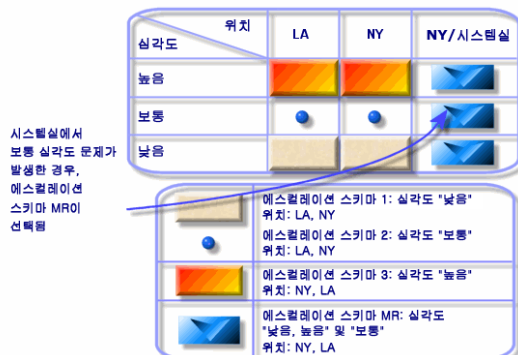 위치
심각도
LA
NY
NY/시스템실
높음
보통
낮음
시스템실에서
보통 심각도 문제가
발생한 경우,
에스컬레이션
스키마 MR이
선택됨
에스컬레이션 스키마 1: 심각도 "낮음"
위치: LA, NY
에스컬레이션 스키마 2: 심각도 "보통"
위치: LA, NY
에스컬레이션 스키마 3: 심각도 "높음"
위치: NY, LA
에스컬레이션 스키마 MR: 심각도
"낮음, 높음" 및 "보통"
위치: NY, LA